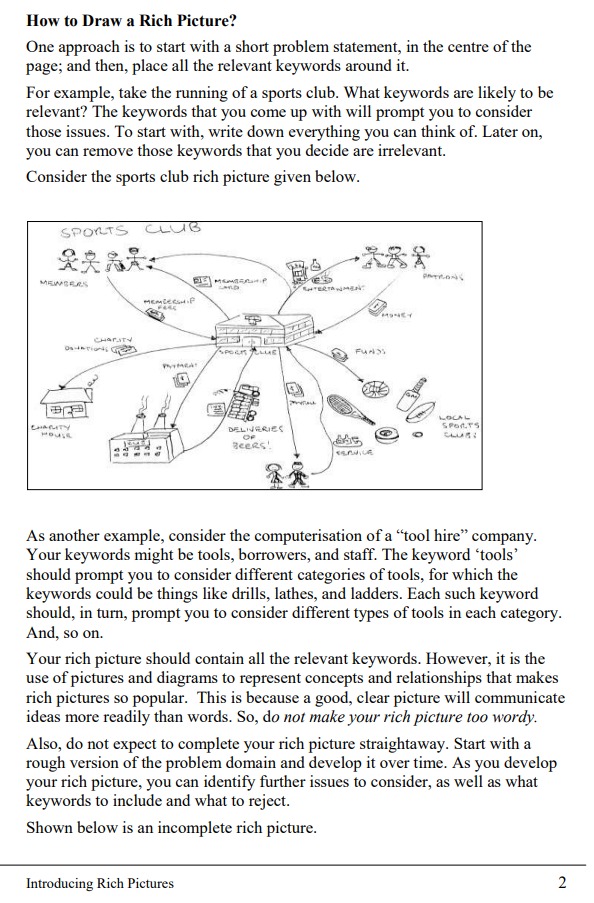 How to Draw a Rich Picture?
One approach is to start with a short problem statement, in the centre of the
page; and then, place all the relevant keywords around it.
For example, take the running of a sports club. What keywords are likely to be
relevant? The keywords that you come up with will prompt you to consider
those issues. To start with, write down everything you can think of. Later on,
you can remove those keywords that you decide are irrelevant.
Consider the sports club rich picture given below.
SPORTS CLUB
MEMBERS
MEMBERSHIP
CARD
ENTERTAINMENT
PATRONS
MEMBERSHIP
FEES
MONEY
CHARITY
DONATIONS
SPORTS CLUB
FUNDS
PAYMENT
CHARITY
HOUSE
DELIVERIES
OF
BEERS!
SERVICE
LOCAL
SPORTS
CLUBS
As another example, consider the computerisation of a “tool hire” company.
Your keywords might be tools, borrowers, and staff. The keyword ‘tools’
should prompt you to consider different categories of tools, for which the
keywords could be things like drills, lathes, and ladders. Each such keyword
should, in turn, prompt you to consider different types of tools in each category.
And, so on.
Your rich picture should contain all the relevant keywords. However, it is the
use of pictures and diagrams to represent concepts and relationships that makes
rich pictures so popular.  This is because a good, clear picture will communicate
ideas more readily than words. So, do not make your rich picture too wordy.
Also, do not expect to complete your rich picture straightaway. Start with a
rough version of the problem domain and develop it over time. As you develop
your rich picture, you can identify further issues to consider, as well as what
keywords to include and what to reject.
Shown below is an incomplete rich picture.
Introducing Rich Pictures 2